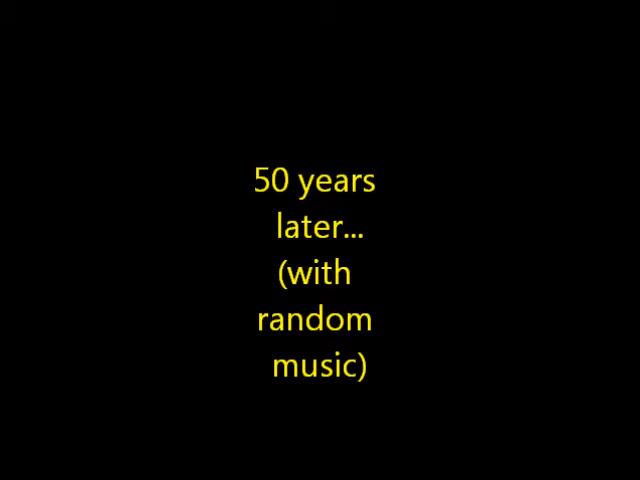 50 years
later...
(with
random
music)